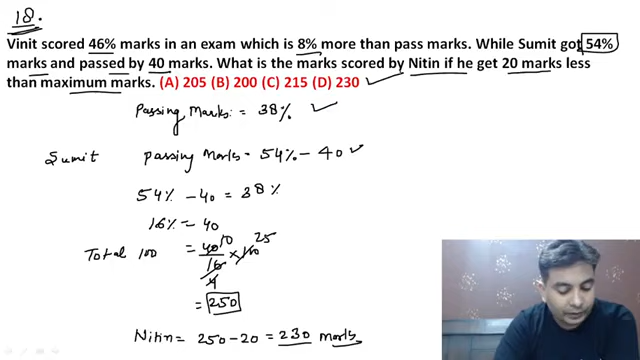 18.
Vinit scored 46% marks in an exam which is 8% more than pass marks. While Sumit got 54%
marks and passed by 40 marks. What is the marks scored by Nitin if he get 20 marks less
than maximum marks. (A) 205 (B) 200 (C) 215 (D) 230
Passing Marks: = 38%
Sumit Passing Marks = 54% - 40
54% - 40 = 38%
16% = 40
Total 100 = 40 10 / 16 4 × 100 25
= 250
Nitin = 250 - 20 = 230 marks